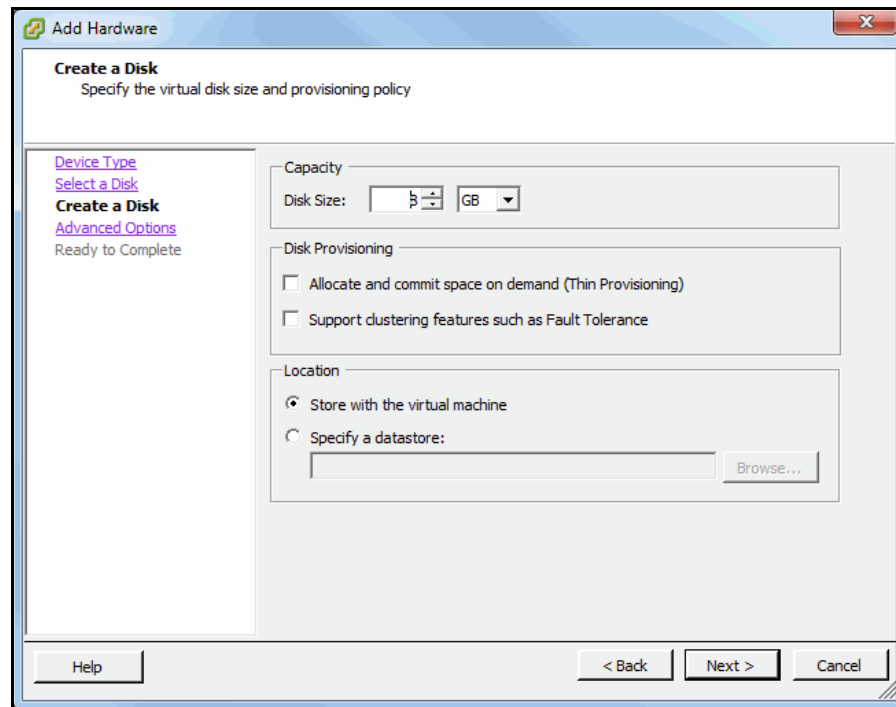 Add Hardware
Create a Disk
Specify the virtual disk size and provisioning policy
Device Type
Select a Disk
Create a Disk
Advanced Options
Ready to Complete
Capacity
Disk Size: GB
Disk Provisioning
Allocate and commit space on demand (Thin Provisioning)
Support clustering features such as Fault Tolerance
Location
Store with the virtual machine
Specify a datastore:
Browse...
Help
< Back
Next >
Cancel